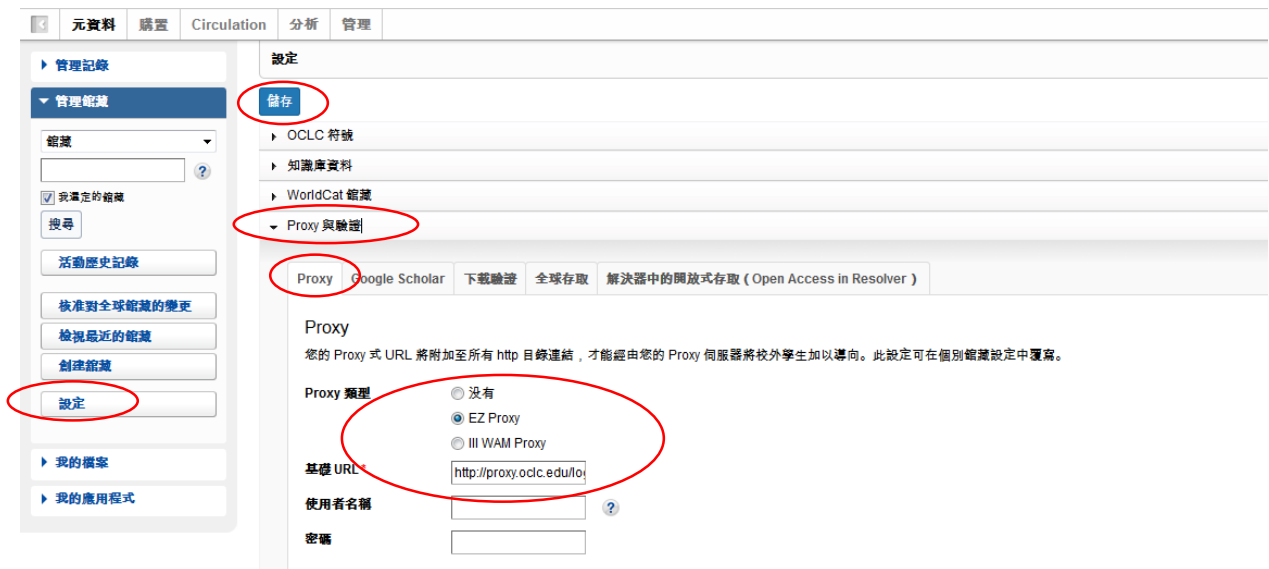 元資料 購置 Circulation 分析 管理
管理記錄
管理館藏
館藏
?
我選定的館藏
搜尋
活動歷史記錄
核准對全球館藏的變更
檢視最近的館藏
創建館藏
設定
我的檔案
我的應用程式
設定
儲存
OCLC 符號
知識庫資料
WorldCat 館藏
Proxy 與驗證
Proxy Google Scholar 下載驗證 全球存取 解決器中的開放式存取 ( Open Access in Resolver )
Proxy
您的 Proxy 式 URL 將附加至所有 http 目錄連結，才能經由您的 Proxy 伺服器將校外學生加以導向。此設定可在個別館藏設定中覆寫。
Proxy 類型 没有
EZ Proxy
III WAM Proxy
基礎 URL* http://proxy.oclc.edu/log
使用者名稱 ?
密碼